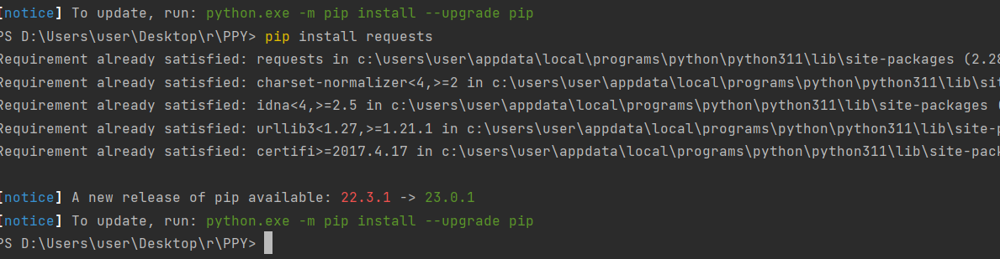 [notice] To update, run: python.exe -m pip install --upgrade pip
PS D:\Users\user\Desktop\r\PPY> pip install requests
Requirement already satisfied: requests in c:\users\user\appdata\local\programs\python\python311\lib\site-packages (2.28
Requirement already satisfied: charset-normalizer<4,>=2 in c:\users\user\appdata\local\programs\python\python311\lib\sit
Requirement already satisfied: idna<4,>=2.5 in c:\users\user\appdata\local\programs\python\python311\lib\site-packages (
Requirement already satisfied: urllib3<1.27,>=1.21.1 in c:\users\user\appdata\local\programs\python\python311\lib\site-p
Requirement already satisfied: certifi>=2017.4.17 in c:\users\user\appdata\local\programs\python\python311\lib\site-pack
[notice] A new release of pip available: 22.3.1 -> 23.0.1
[notice] To update, run: python.exe -m pip install --upgrade pip
PS D:\Users\user\Desktop\r\PPY>